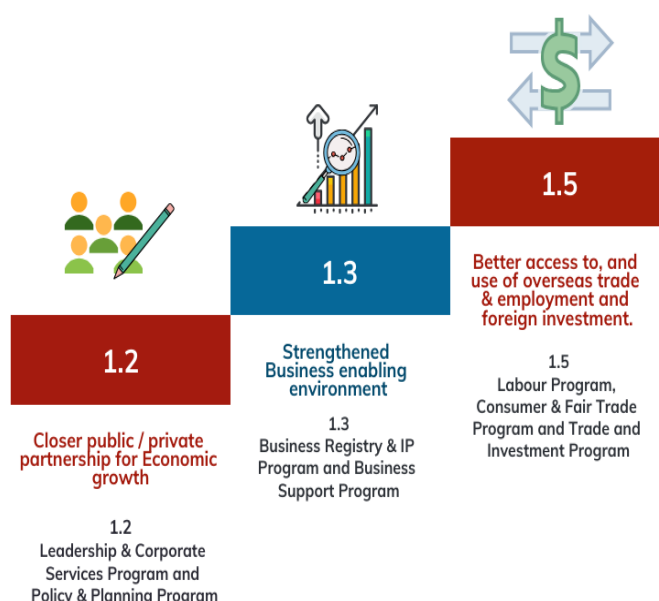 1.2
Closer public / private
partnership for Economic
growth
1.2
Leadership & Corporate
Services Program and
Policy & Planning Program
1.3
Strengthened
Business enabling
environment
1.3
Business Registry & IP
Program and Business
Support Program
1.5
Better access to, and
use of overseas trade
& employment and
foreign investment.
1.5
Labour Program,
Consumer & Fair Trade
Program and Trade and
Investment Program